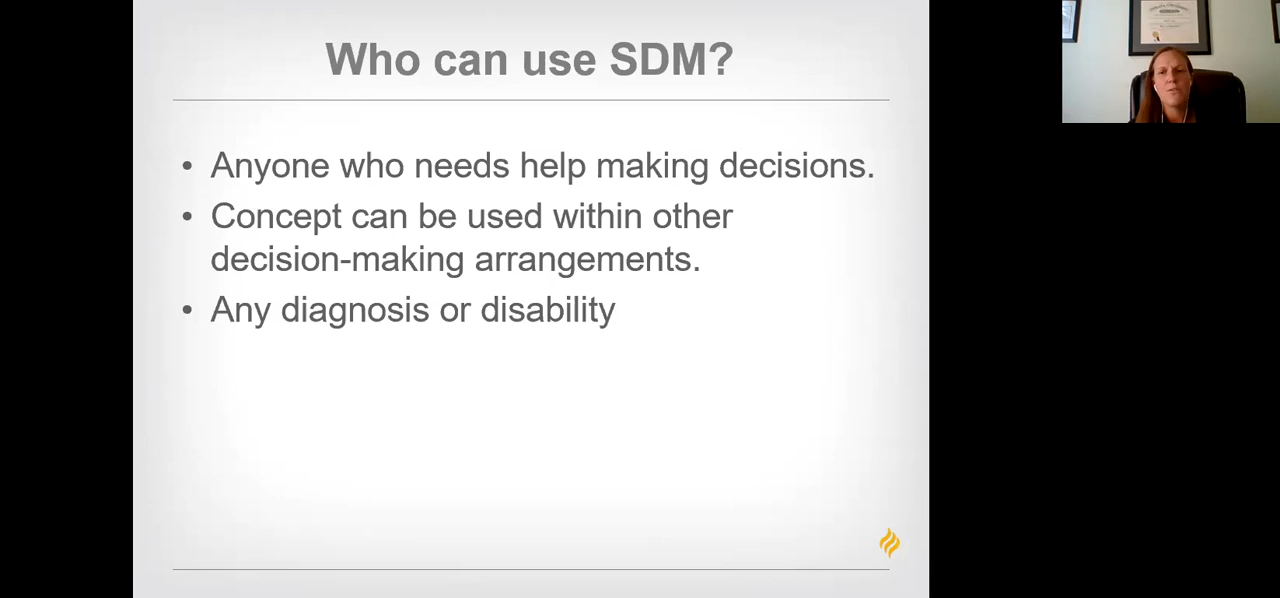 Who can use SDM?
• Anyone who needs help making decisions.
• Concept can be used within other
decision-making arrangements.
• Any diagnosis or disability